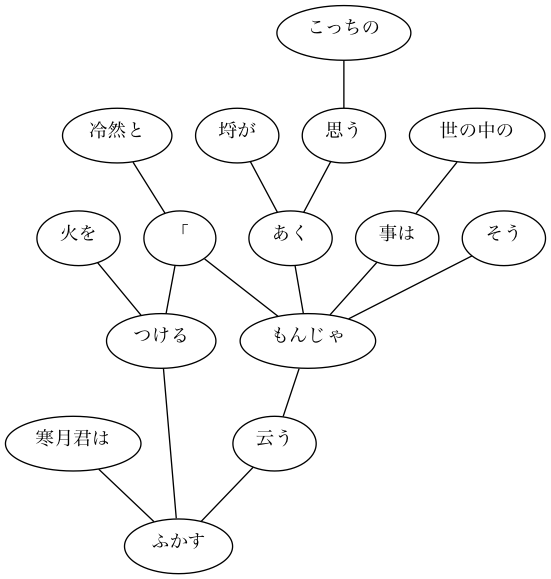 こっちの
冷然と
埒が
思う
世の中の
火を
「
あく
事は
そう
つける
もんじゃ
寒月君は
云う
ふかす